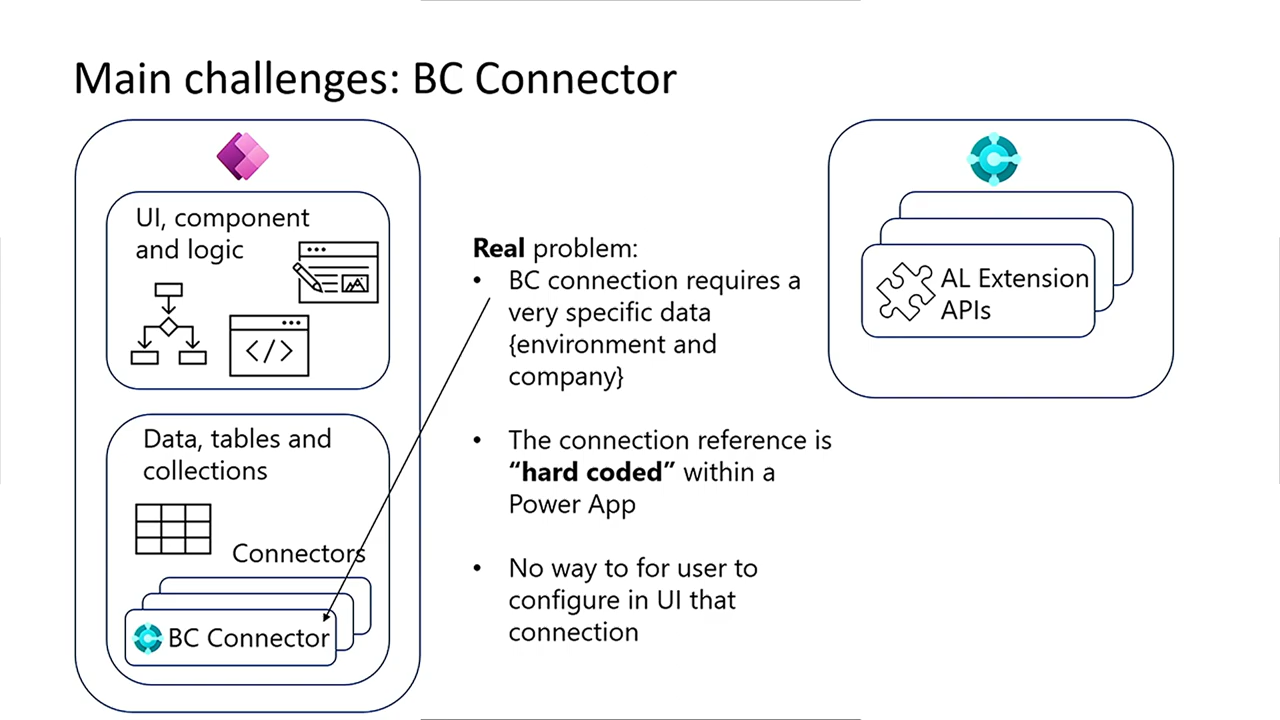 Main challenges: BC Connector
UI, component
and logic
</>
Data, tables and
collections
Connectors
BC Connector
Real problem:
• BC connection requires a
very specific data
{environment and
company}
• The connection reference is
“hard coded” within a
Power App
• No way to for user to
configure in UI that
connection
AL Extension
APIs